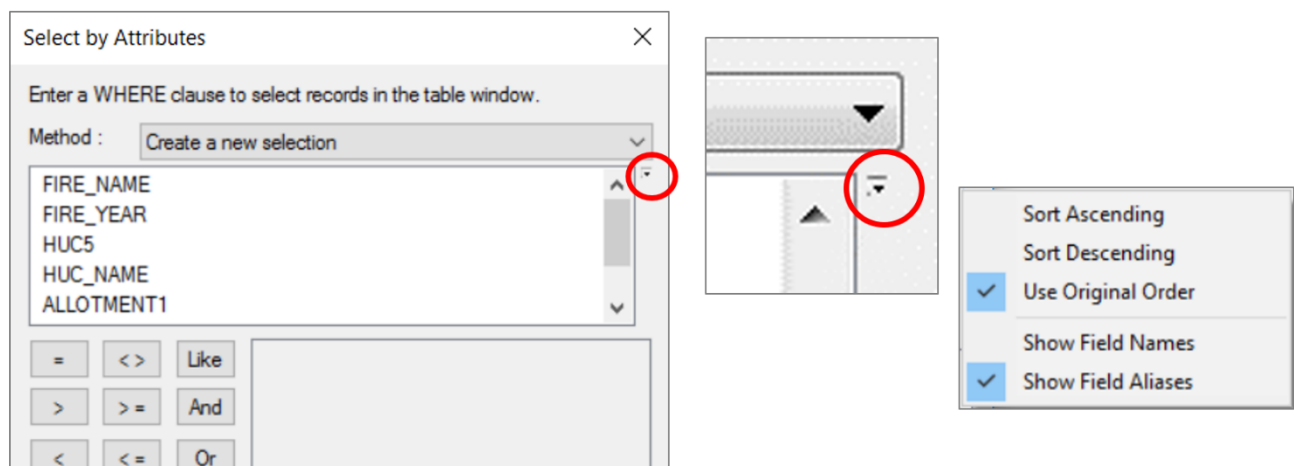 Select by Attributes
Enter a WHERE clause to select records in the table window.
Method : Create a new selection
FIRE_NAME
FIRE_YEAR
HUC5
HUC_NAME
ALLOTMENT1
= < > Like
> > = And
< < = Or
Sort Ascending
Sort Descending
Use Original Order
Show Field Names
Show Field Aliases